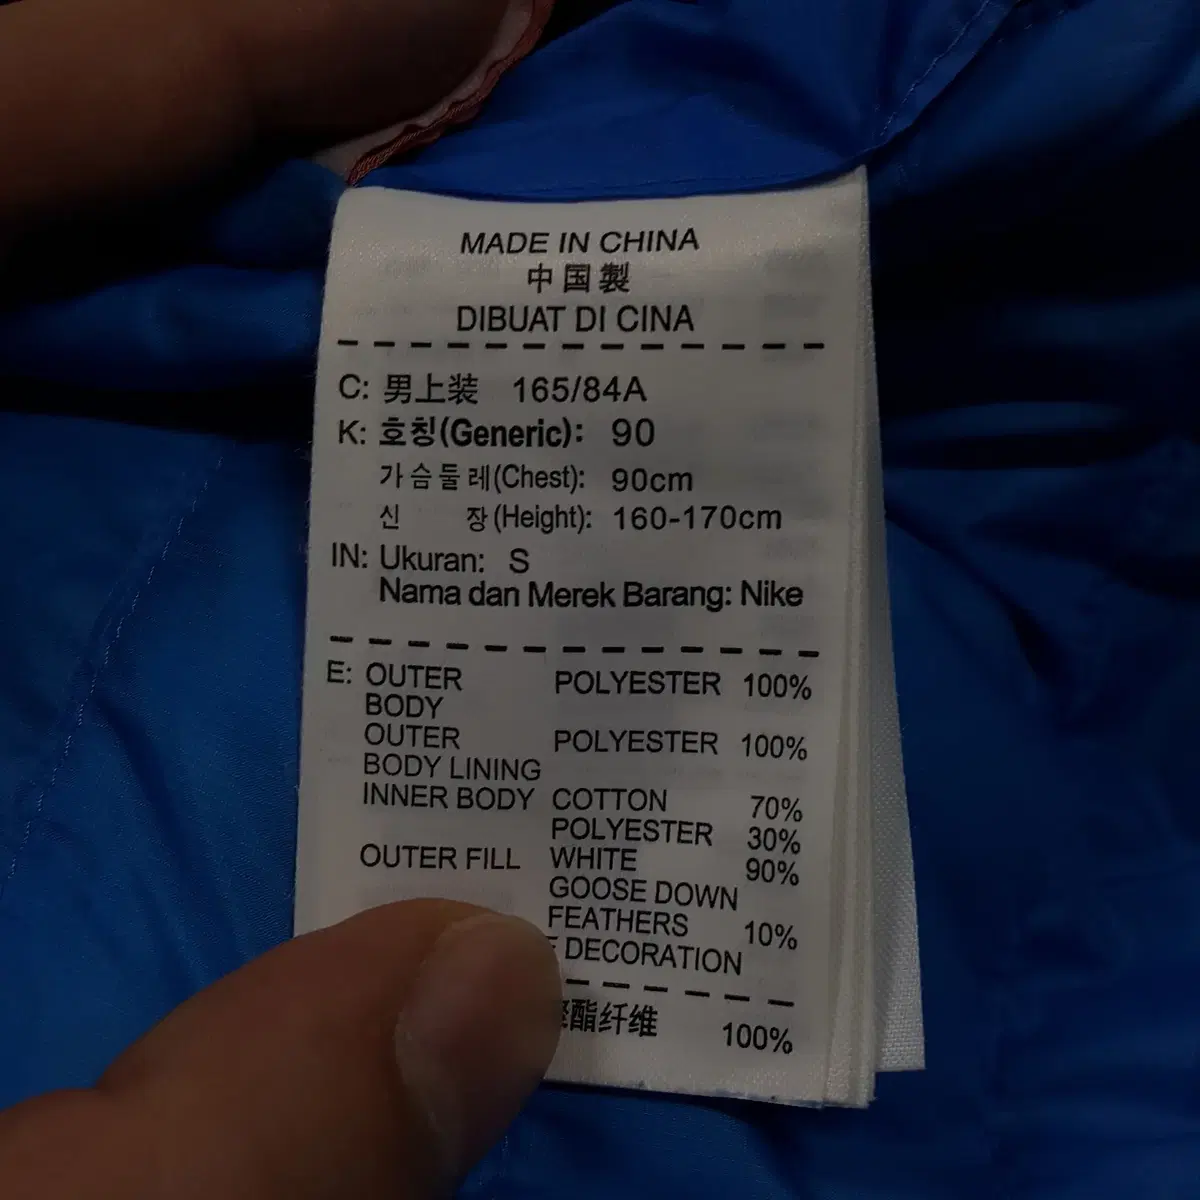 MADE IN CHINA
中国製
DIBUAT DI CINA
C: 男上装 165/84A
K: 호칭(Generic): 90
가슴둘레(Chest): 90cm
신 장(Height): 160-170cm
IN: Ukuran: S
Nama dan Merek Barang: Nike
E: OUTER POLYESTER 100%
BODY
OUTER POLYESTER 100%
BODY LINING
INNER BODY COTTON 70%
POLYESTER 30%
OUTER FILL WHITE 90%
GOOSE DOWN
FEATHERS 10%
DECORATION
酯纤维 100%